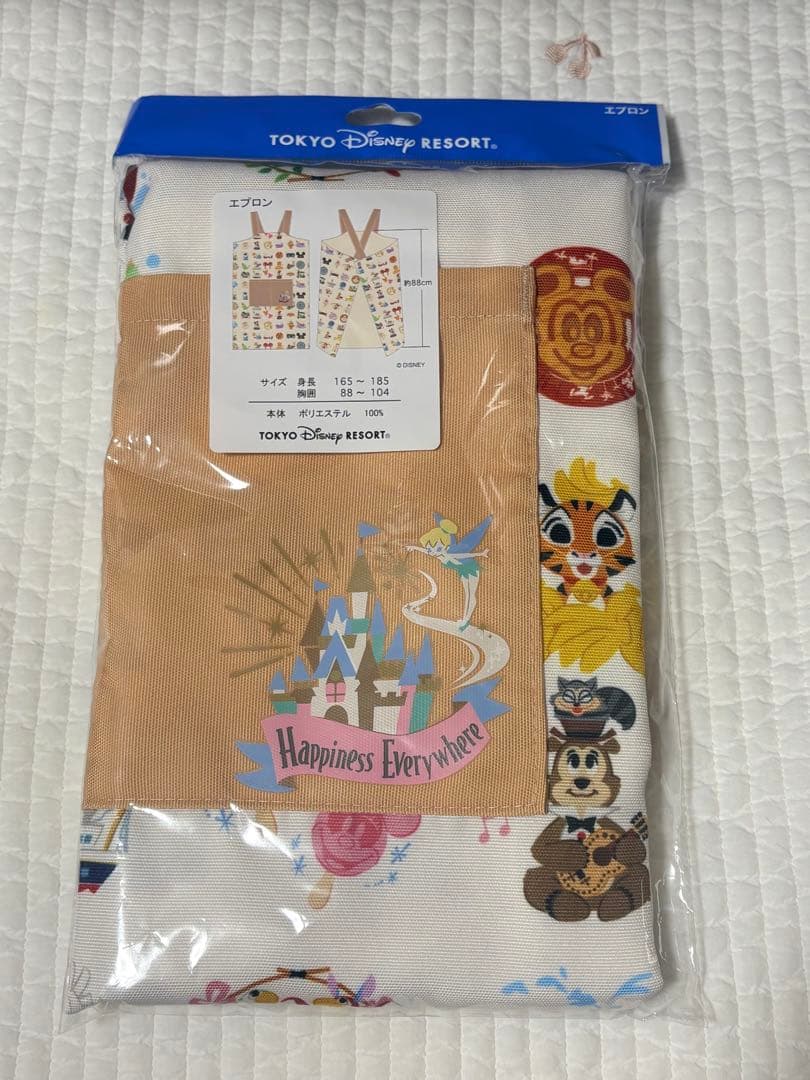 エプロン
TOKYO Disney RESORT®
エプロン
約88cm
© DISNEY
サイズ 身長 165 ～ 185
胸囲 88 ～ 104
本体 ポリエステル 100%
TOKYO Disney RESORT®
Happiness Everywhere